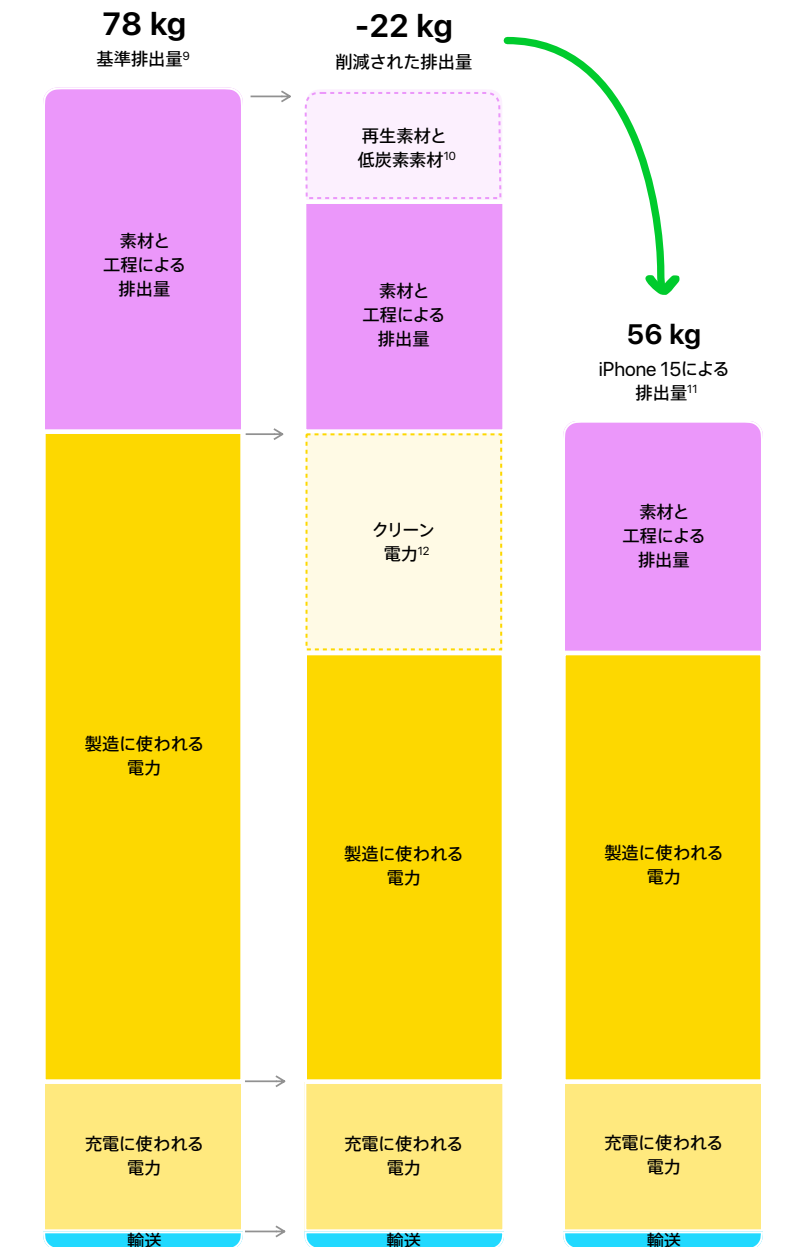 78 kg
基準排出量⁹
素材と
工程による
排出量
製造に使われる
電力
充電に使われる
電力
輸送
-22 kg
削減された排出量
再生素材と
低炭素素材¹⁰
素材と
工程による
排出量
クリーン
電力¹²
製造に使われる
電力
充電に使われる
電力
輸送
56 kg
iPhone 15による
排出量¹¹
素材と
工程による
排出量
製造に使われる
電力
充電に使われる
電力
輸送